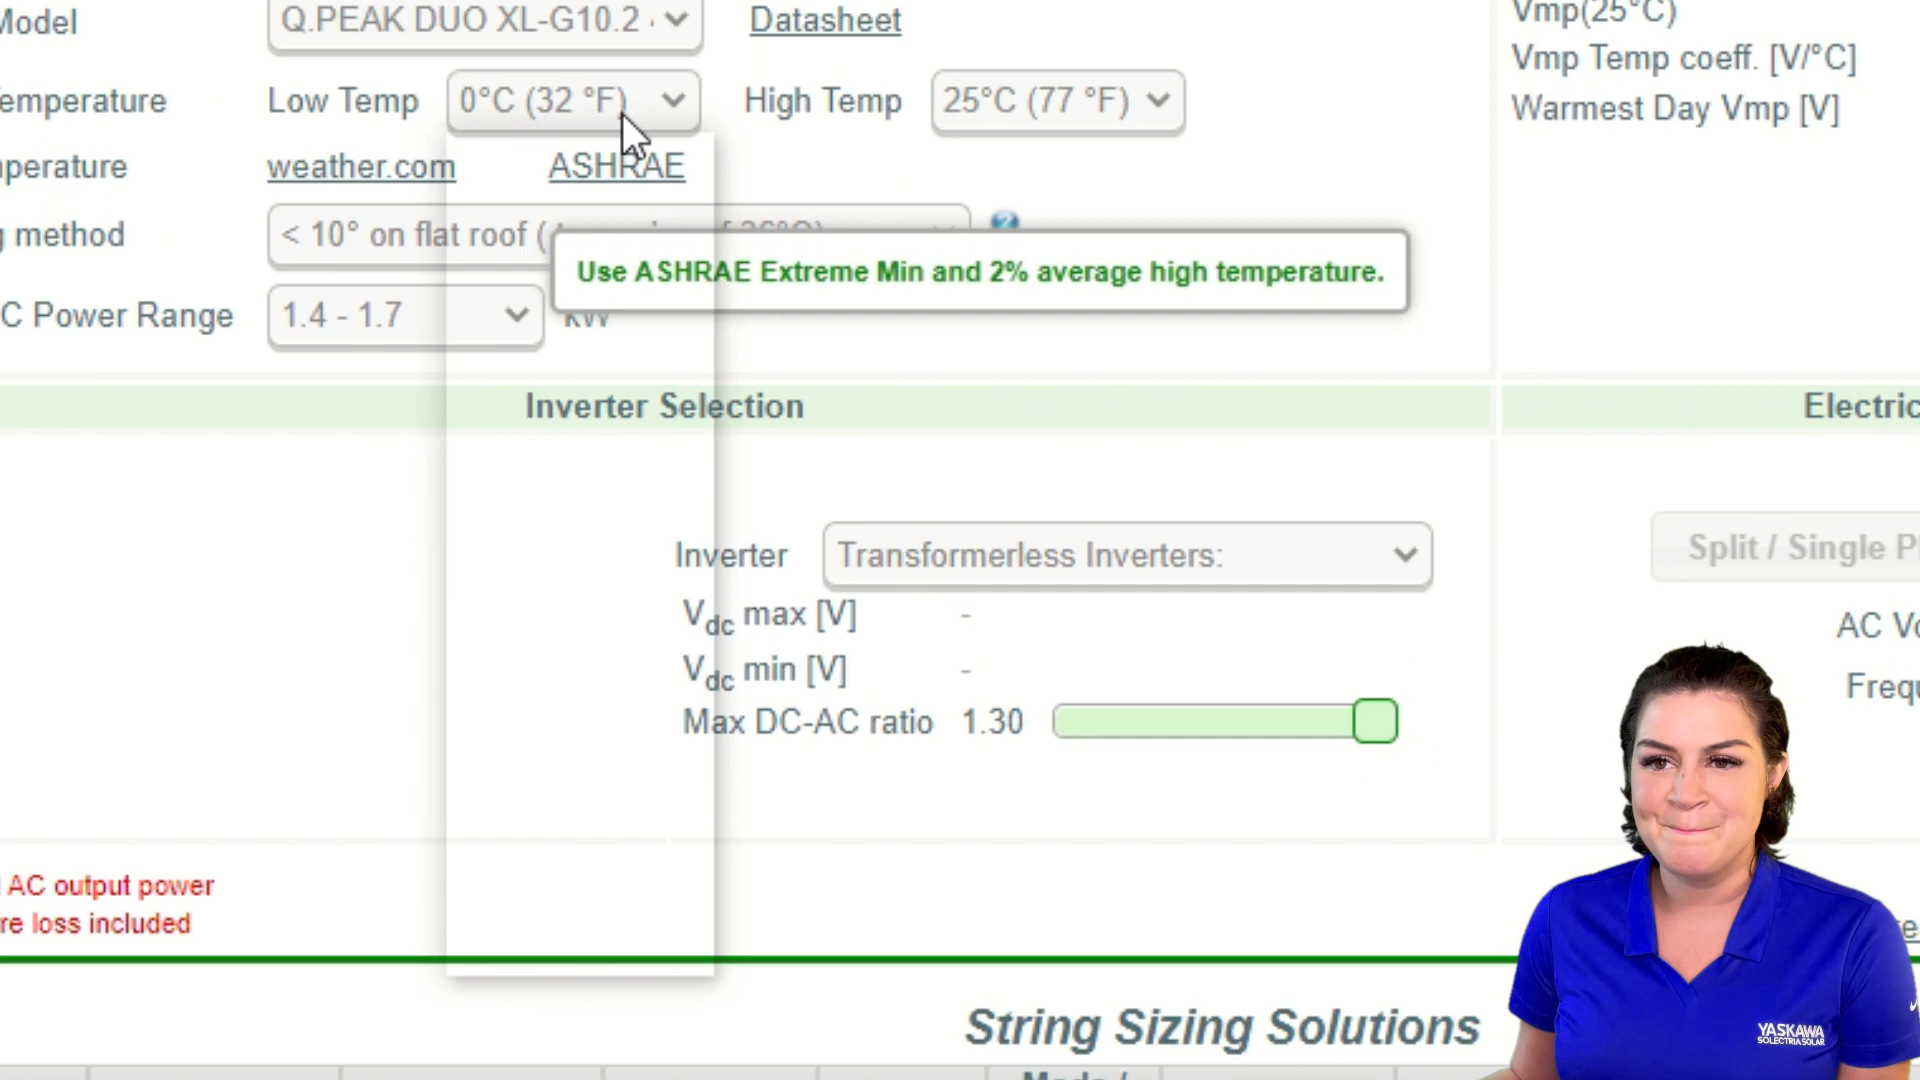 Model Q.PEAK DUO XL-G10.2 Datasheet
Vmp(25°C)
Vmp Temp coeff. [V/°C]
emperature Low Temp 0°C (32 °F) High Temp 25°C (77 °F)
Warmest Day Vmp [V]
perature weather.com ASHRAE
g method < 10° on flat roof (
Use ASHRAE Extreme Min and 2% average high temperature.
C Power Range 1.4 - 1.7 kW
Inverter Selection
Electric
Inverter Transformerless Inverters:
Split / Single P
Vdc max [V] -
AC Vo
Vdc min [V] -
Frequ
Max DC-AC ratio 1.30
AC output power
re loss included
String Sizing Solutions
YASKAWA
SOLECTRIA SOLAR